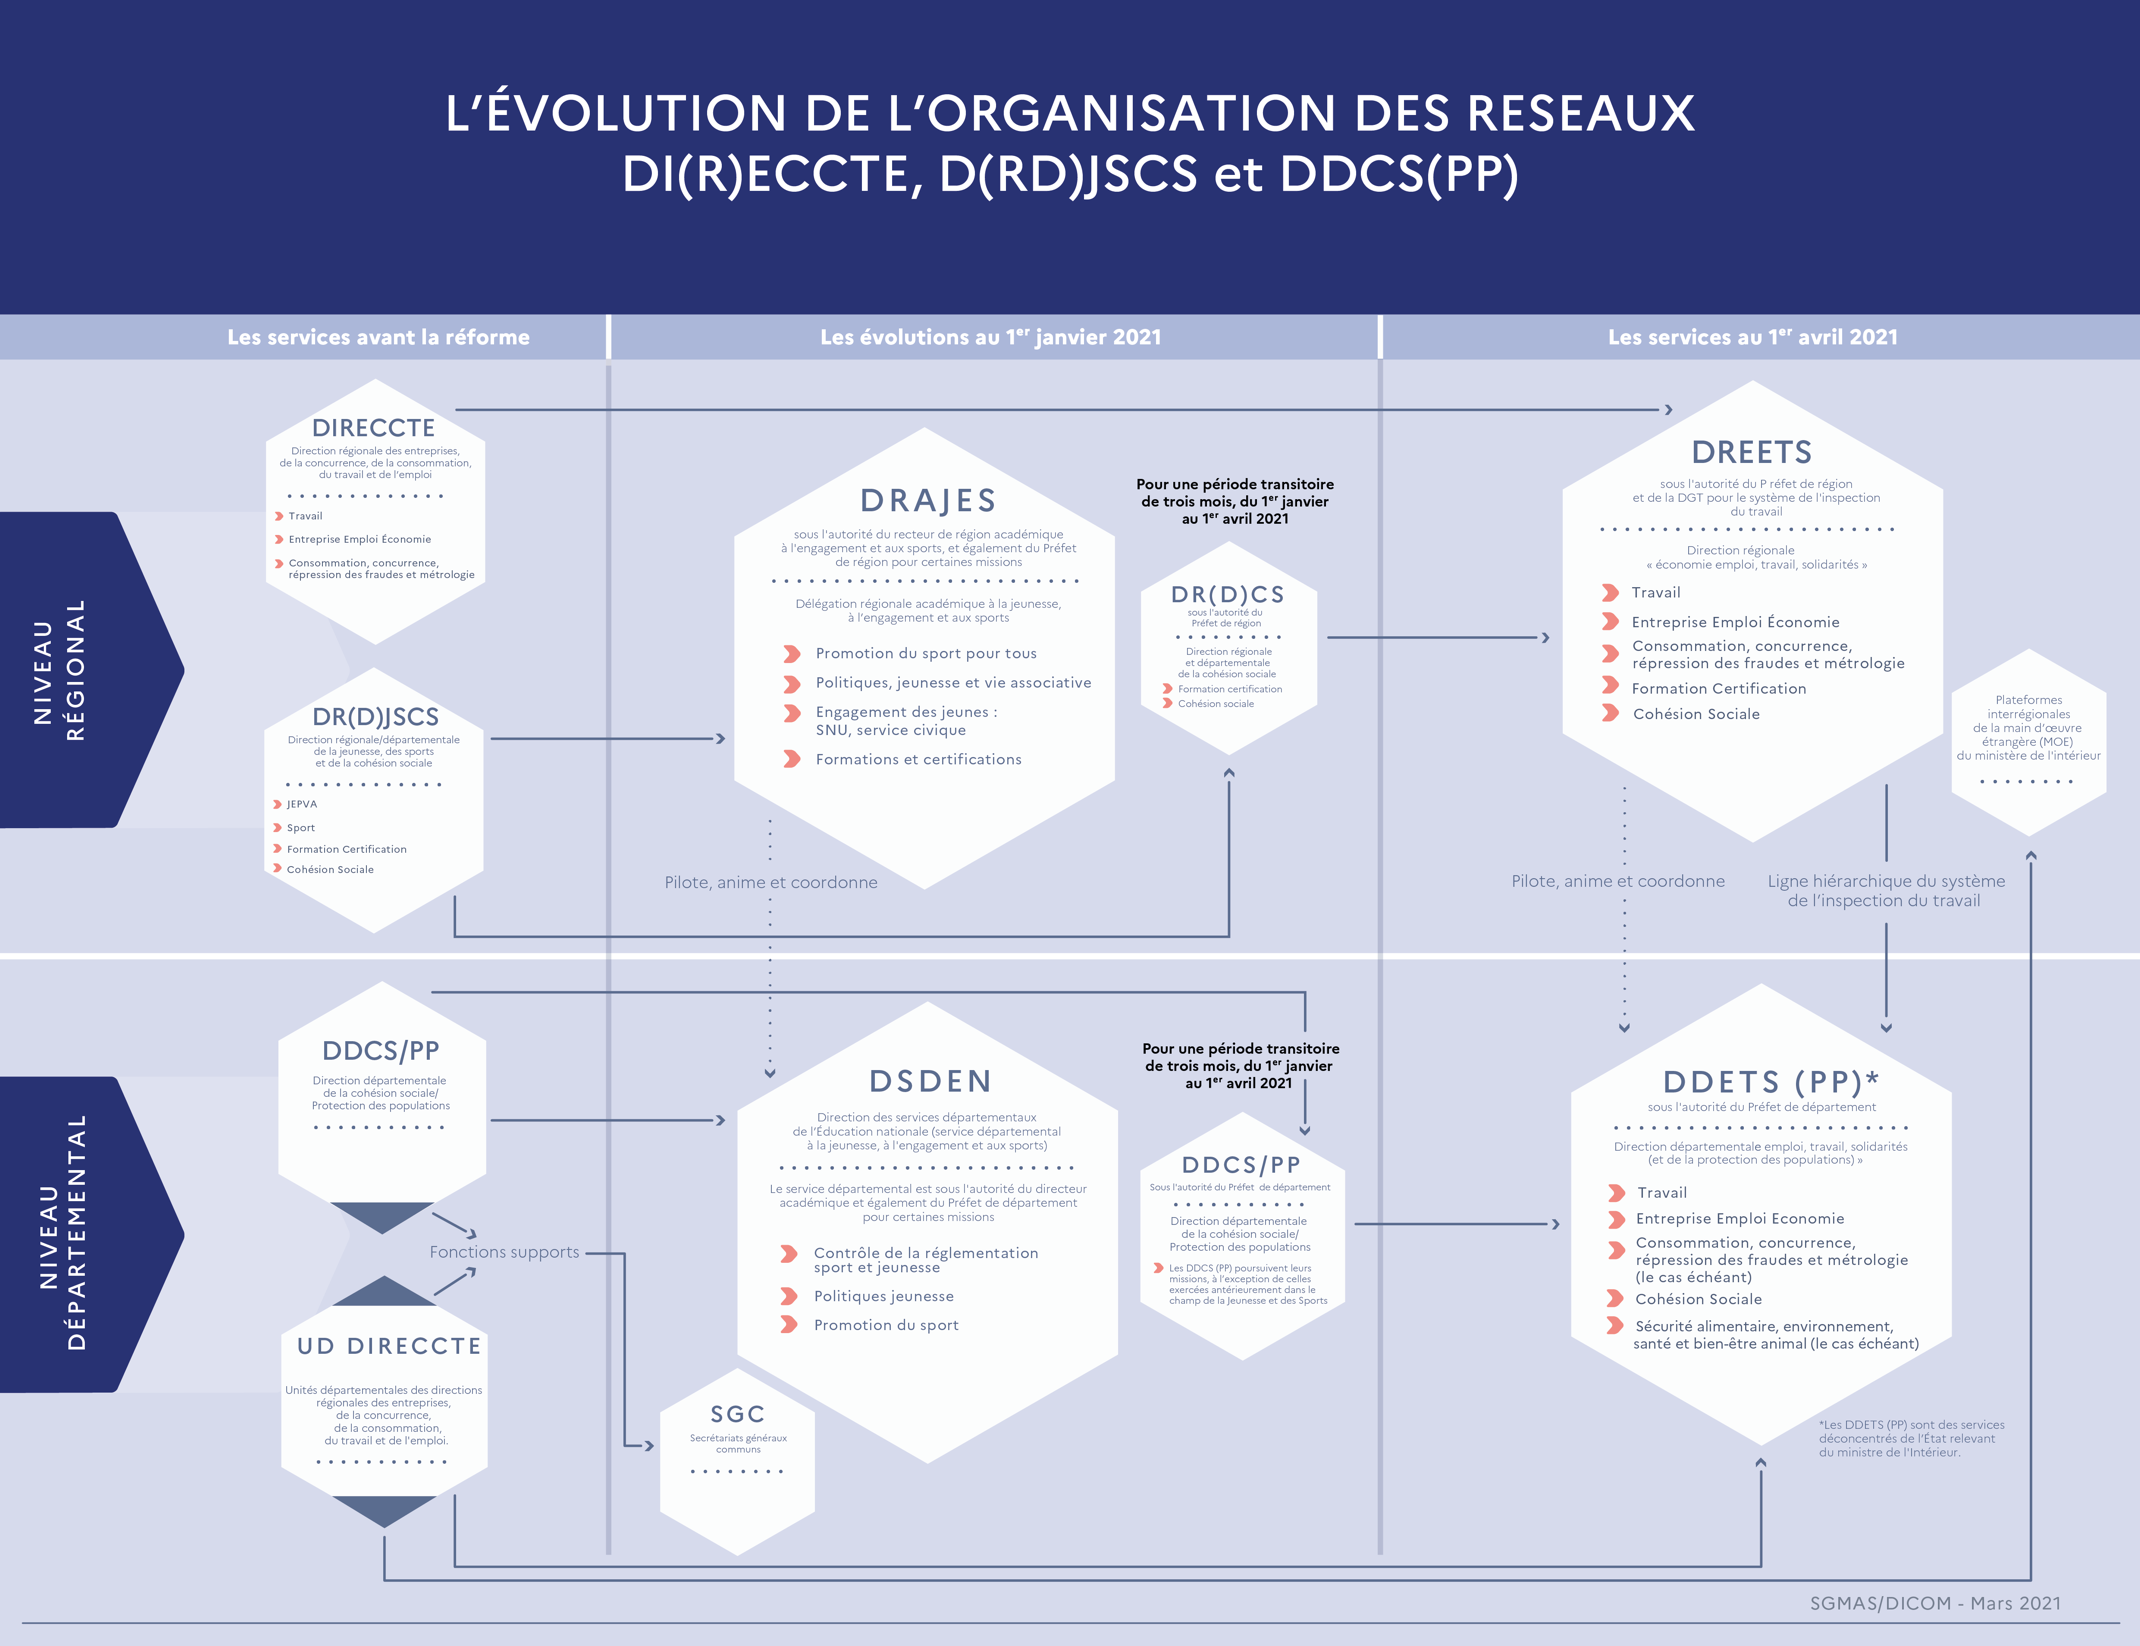 L'ÉVOLUTION DE L'ORGANISATION DES RESEAUX
DI(R)ECCTE, D(RD)JSCS et DDCS(PP)
Les services avant la réforme
Les évolutions au 1er janvier 2021
Les services au 1er avril 2021
NIVEAU
RÉGIONAL
DIRECCTE
Direction régionale des entreprises,
de la concurrence, de la consommation,
du travail et de l'emploi
Travail
Entreprise Emploi Économie
Consommation, concurrence,
répression des fraudes et métrologie
DR(D)JSCS
Direction régionale/départementale
de la jeunesse, des sports
et de la cohésion sociale
JEPVA
Sport
Formation Certification
Cohésion Sociale
DRAJES
sous l'autorité du recteur de région académique
à l'engagement et aux sports, et également du Préfet
de région pour certaines missions
Délégation régionale académique à la jeunesse,
à l'engagement et aux sports
Promotion du sport pour tous
Politiques, jeunesse et vie associative
Engagement des jeunes :
SNU, service civique
Formations et certifications
Pilote, anime et coordonne
Pour une période transitoire
de trois mois, du 1er janvier
au 1er avril 2021
DR(D)CS
sous l'autorité du
Préfet de région
Direction régionale
et départementale
de la cohésion sociale
Formation certification
Cohésion sociale
DREETS
sous l'autorité du P réfet de région
et de la DGT pour le système de l'inspection
du travail
Direction régionale
« économie emploi, travail, solidarités »
Travail
Entreprise Emploi Économie
Consommation, concurrence,
répression des fraudes et métrologie
Formation Certification
Cohésion Sociale
Plateformes
interrégionales
de la main d'œuvre
étrangère (MOE)
du ministère de l'intérieur
Pilote, anime et coordonne
Ligne hiérarchique du système
de l'inspection du travail
NIVEAU
DÉPARTEMENTAL
DDCS/PP
Direction départementale
de la cohésion sociale/
Protection des populations
Fonctions supports
UD DIRECCTE
Unités départementales des directions
régionales des entreprises,
de la concurrence,
de la consommation,
du travail et de l'emploi.
DSDEN
Direction des services départementaux
de l'Éducation nationale (service départemental
à la jeunesse, à l'engagement et aux sports)
Le service départemental est sous l'autorité du directeur
académique et également du Préfet de département
pour certaines missions
Contrôle de la réglementation
sport et jeunesse
Politiques jeunesse
Promotion du sport
SGC
Secrétariats généraux
communs
Pour une période transitoire
de trois mois, du 1er janvier
au 1er avril 2021
DDCS/PP
Sous l'autorité du Préfet de département
Direction départementale
de la cohésion sociale/
Protection des populations
Les DDCS (PP) poursuivent leurs
missions, à l'exception de celles
exercées antérieurement dans le
champ de la Jeunesse et des Sports
DDETS (PP)*
sous l'autorité du Préfet de département
Direction départementale emploi, travail, solidarités
(et de la protection des populations) »
Travail
Entreprise Emploi Economie
Consommation, concurrence,
répression des fraudes et métrologie
(le cas échéant)
Cohésion Sociale
Sécurité alimentaire, environnement,
santé et bien-être animal (le cas échéant)
*Les DDETS (PP) sont des services
déconcentrés de l'État relevant
du ministre de l'Intérieur.
SGMAS/DICOM - Mars 2021